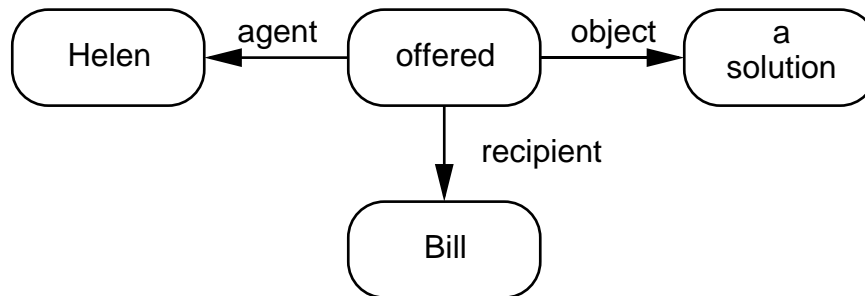 Helen
agent
offered
object
a
solution
recipient
Bill